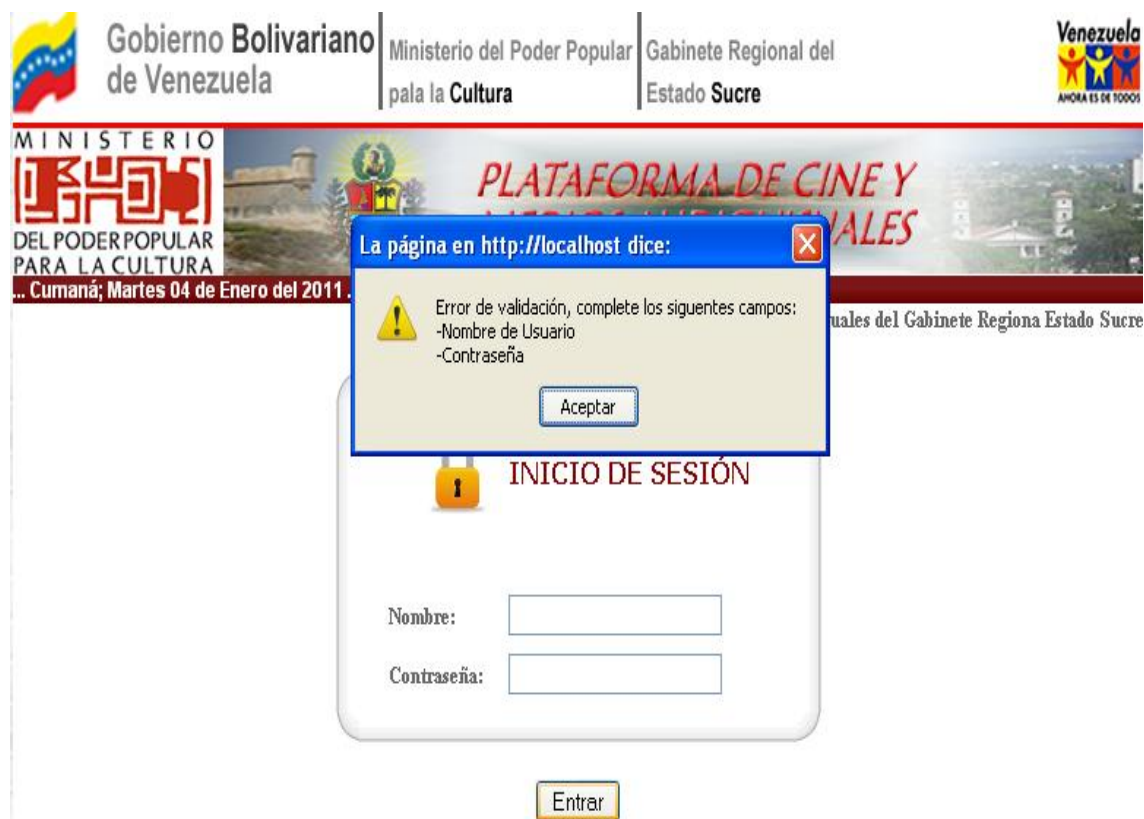 Gobierno Bolivariano
de Venezuela
Ministerio del Poder Popular
pala la Cultura
Gabinete Regional del
Estado Sucre
Venezuela
AHORA ES DE TODOS
MINISTERIO
DEL PODER POPULAR
PARA LA CULTURA
PLATAFORMA DE CINE Y
ALES
... Cumaná; Martes 04 de Enero del 2011 .
uales del Gabinete Regiona Estado Sucre
La página en http://localhost dice:
Error de validación, complete los siguentes campos:
-Nombre de Usuario
-Contraseña
Aceptar
INICIO DE SESIÓN
Nombre:
Contraseña:
Entrar